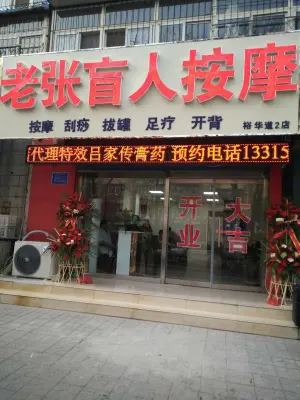 老张盲人按摩
按摩 刮痧 拔罐 足疗 开背 裕华道2店
代理特效吕家传膏药 预约电话13315
开业
大吉